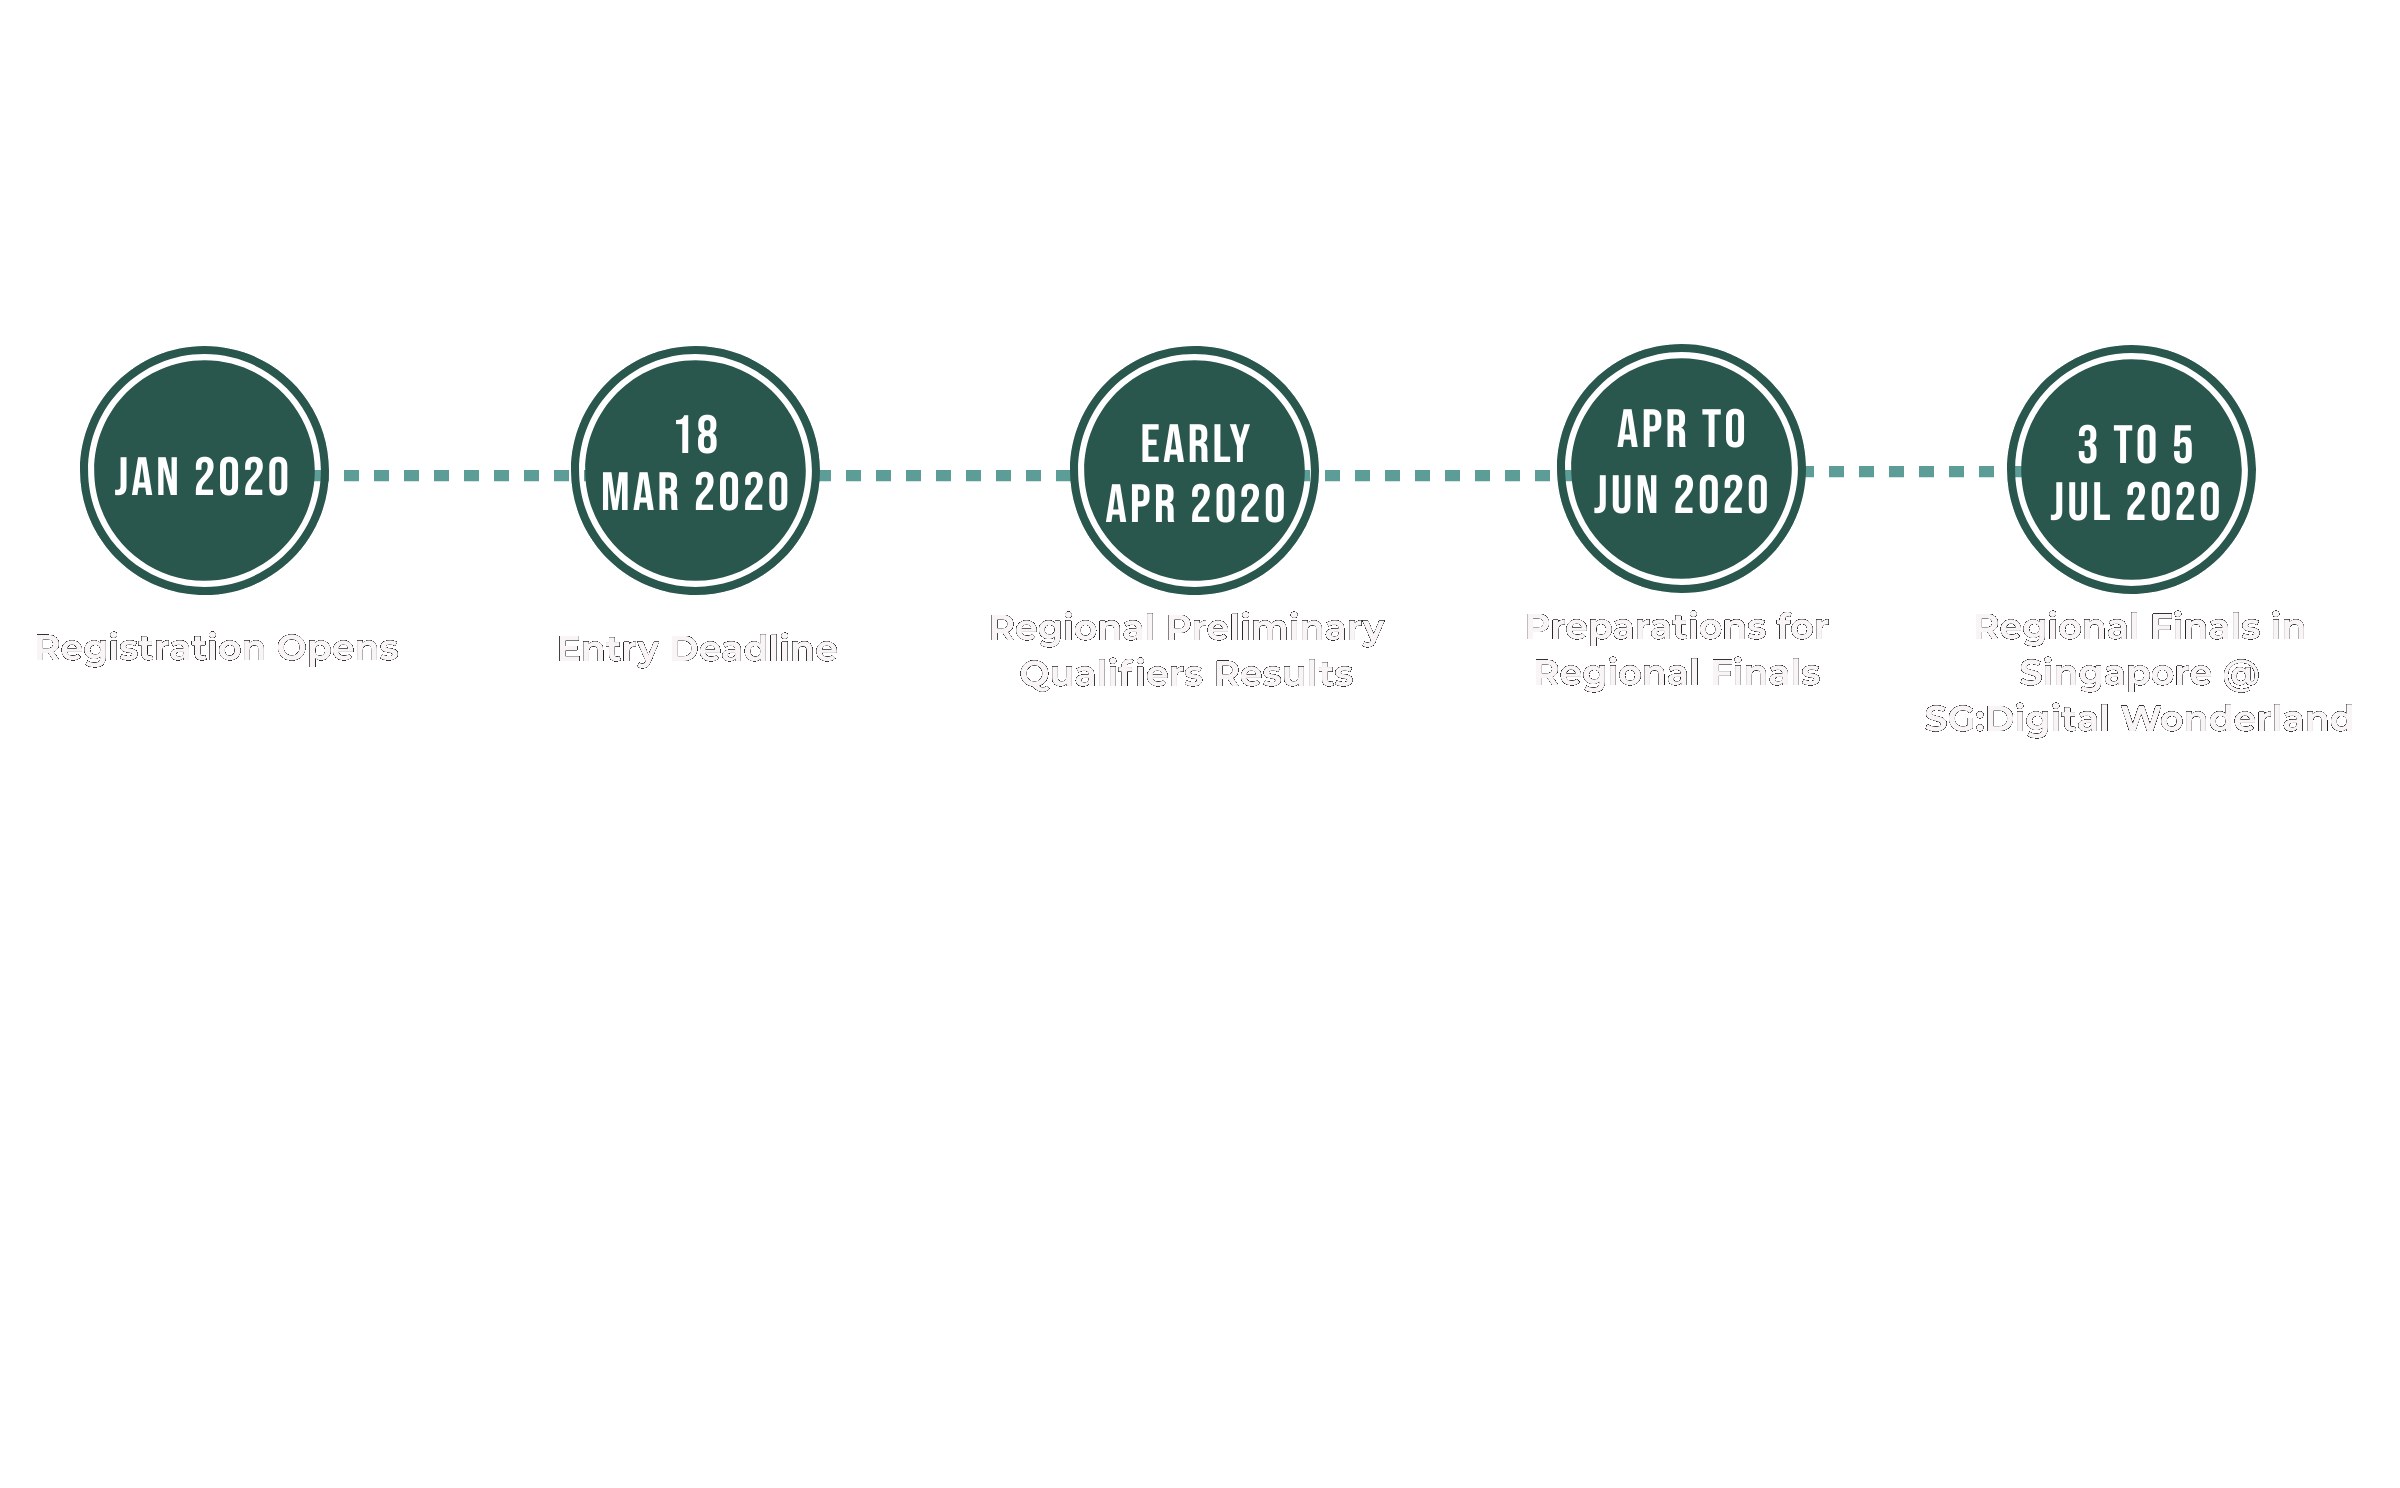 JAN 2020
Registration Opens
18
MAR 2020
Entry Deadline
EARLY
APR 2020
Regional Preliminary
Qualifiers Results
APR TO
JUN 2020
Preparations for
Regional Finals
3 TO 5
JUL 2020
Regional Finals in
Singapore @
SG:Digital Wonderland